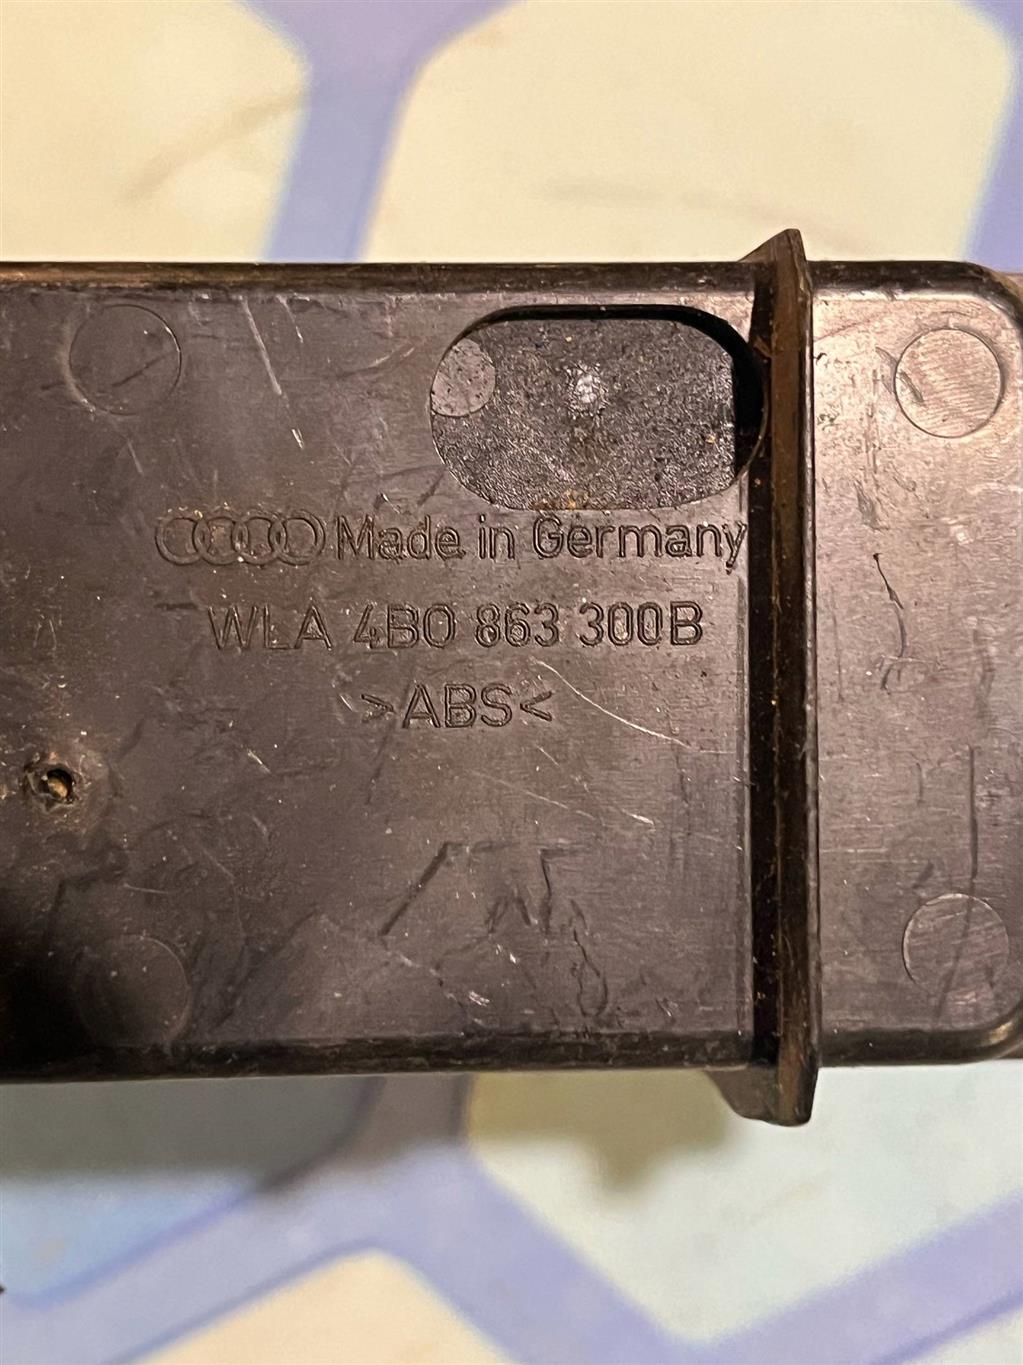 Made in Germany
WLA 4B0 863 300B
>ABS<